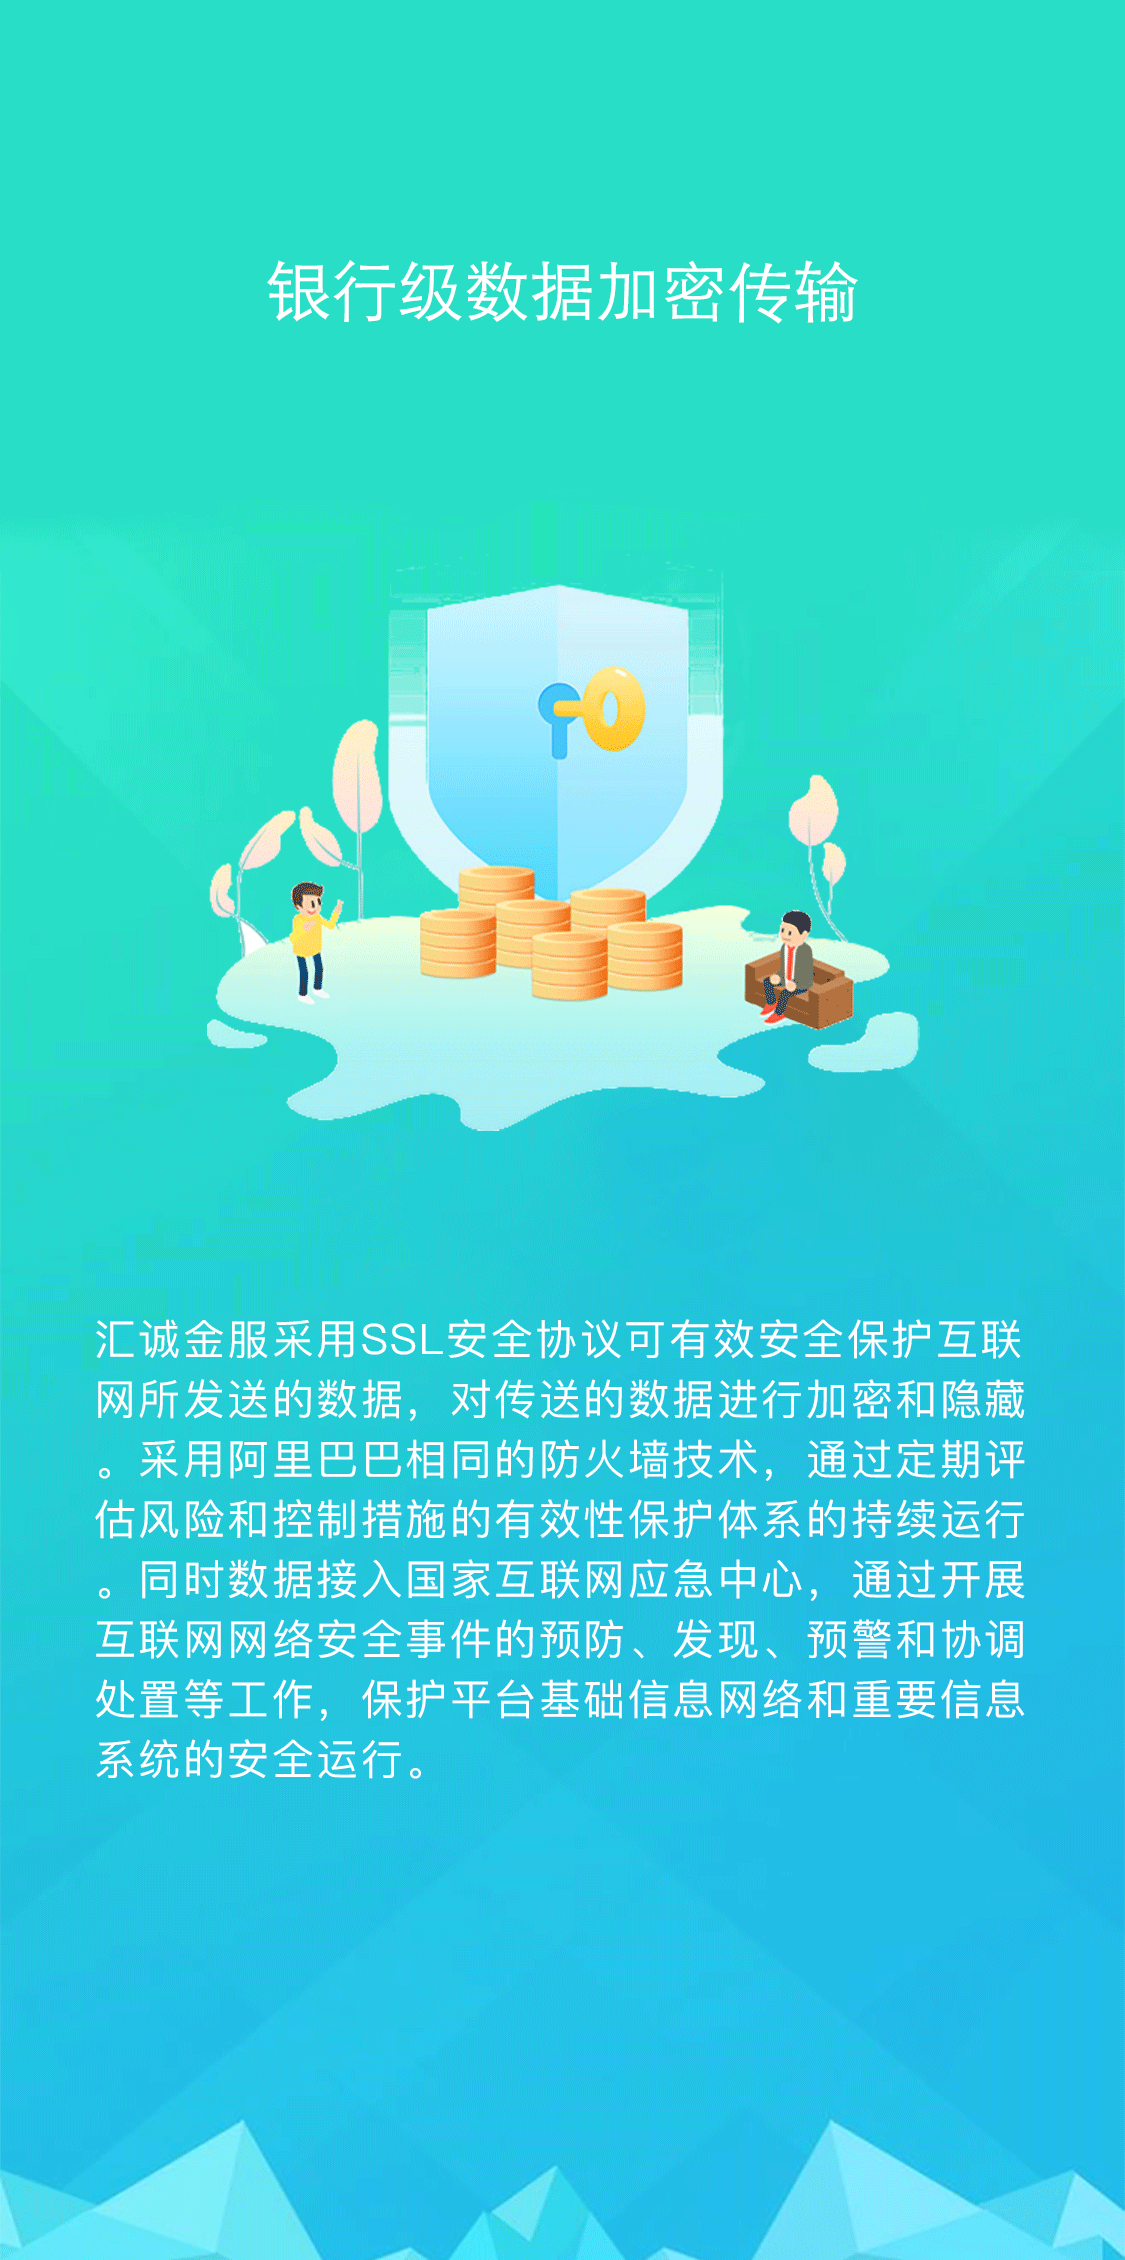 银行级数据加密传输
汇诚金服采用SSL安全协议可有效安全保护互联
网所发送的数据，对传送的数据进行加密和隐藏
。采用阿里巴巴相同的防火墙技术，通过定期评
估风险和控制措施的有效性保护体系的持续运行
。同时数据接入国家互联网应急中心，通过开展
互联网网络安全事件的预防、发现、预警和协调
处置等工作，保护平台基础信息网络和重要信息
系统的安全运行。